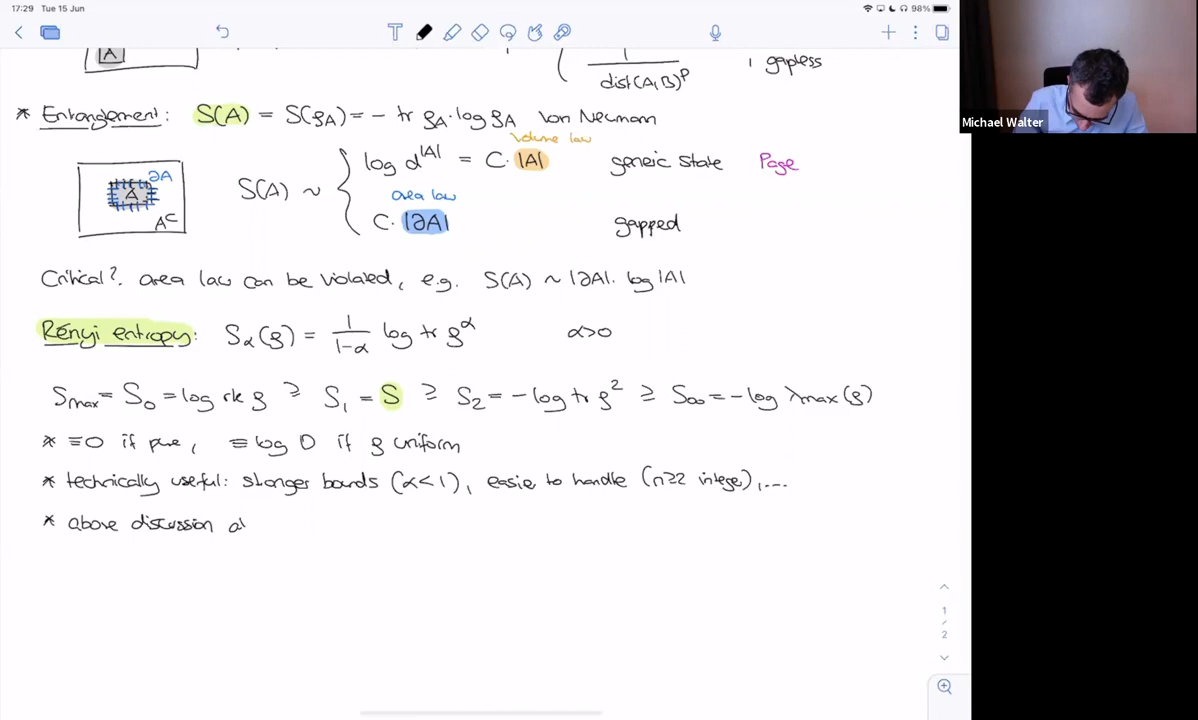 17:29 Tue 15 Jun
98%
A
1
dist(A,B)^p
gapless
* Entanglement: S(A) = S(ρ_A) = − tr ρ_A · log ρ_A von Neumann
volume law
log d^|A| = C · |A| generic state Page
S(A) ~
area law
C · |∂A| gapped
∂A
A
A^C
Critical? area law can be violated, e.g. S(A) ~ |∂A| · log |A|
Rényi entropy: S_α(ρ) = 1/(1−α) log tr ρ^α α>0
S_max = S_0 = log rk ρ ≥ S_1 = S ≥ S_2 = − log tr ρ² ≥ S_∞ = − log λ_max(ρ)
* ≡0 if pure, ≡ log D if ρ uniform
* technically useful: stronger bounds (α<1), easier to handle (n≥2 integer), ...
* above discussion al
1
/
2
Michael Walter